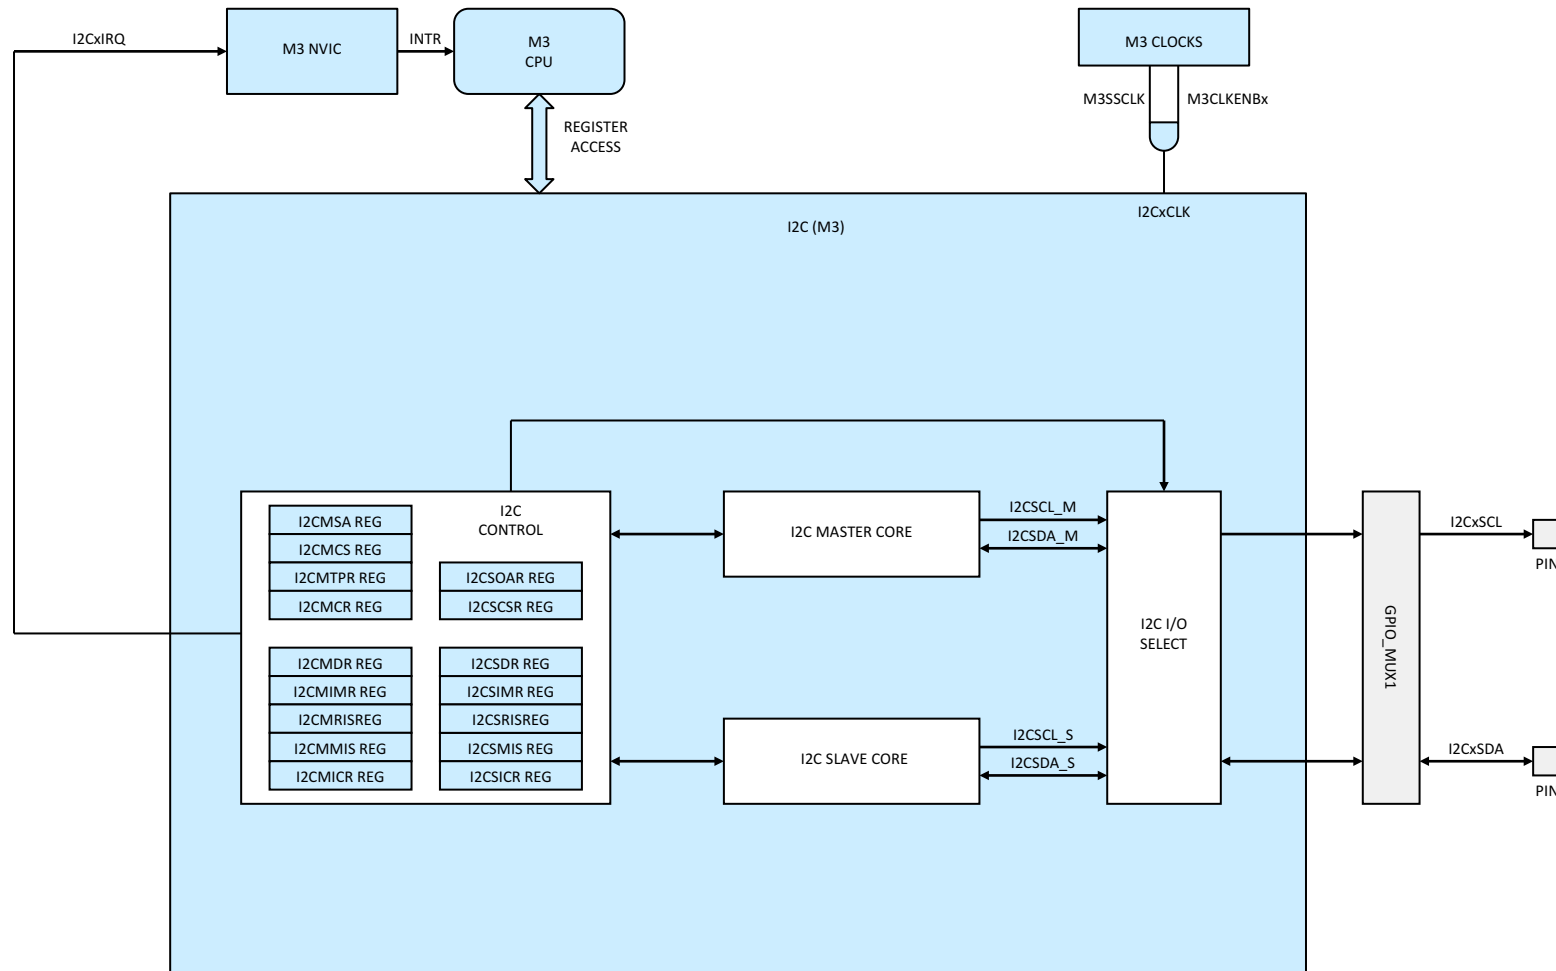 I2CxIRQ
M3 NVIC
INTR
M3
CPU
M3 CLOCKS
M3SSCLK
M3CLKENBx
REGISTER
ACCESS
I2CxCLK
I2C (M3)
I2C
CONTROL
I2CMSA REG
I2CMCS REG
I2CMTPR REG
I2CMCR REG
I2CSOAR REG
I2CSCSR REG
I2CMDR REG
I2CMIMR REG
I2CMRISREG
I2CMMIS REG
I2CMICR REG
I2CSDR REG
I2CSIMR REG
I2CSRISREG
I2CSMIS REG
I2CSICR REG
I2C MASTER CORE
I2CSCL_M
I2CSDA_M
I2C SLAVE CORE
I2CSCL_S
I2CSDA_S
I2C I/O
SELECT
GPIO_MUX1
I2CxSCL
PIN
I2CxSDA
PIN